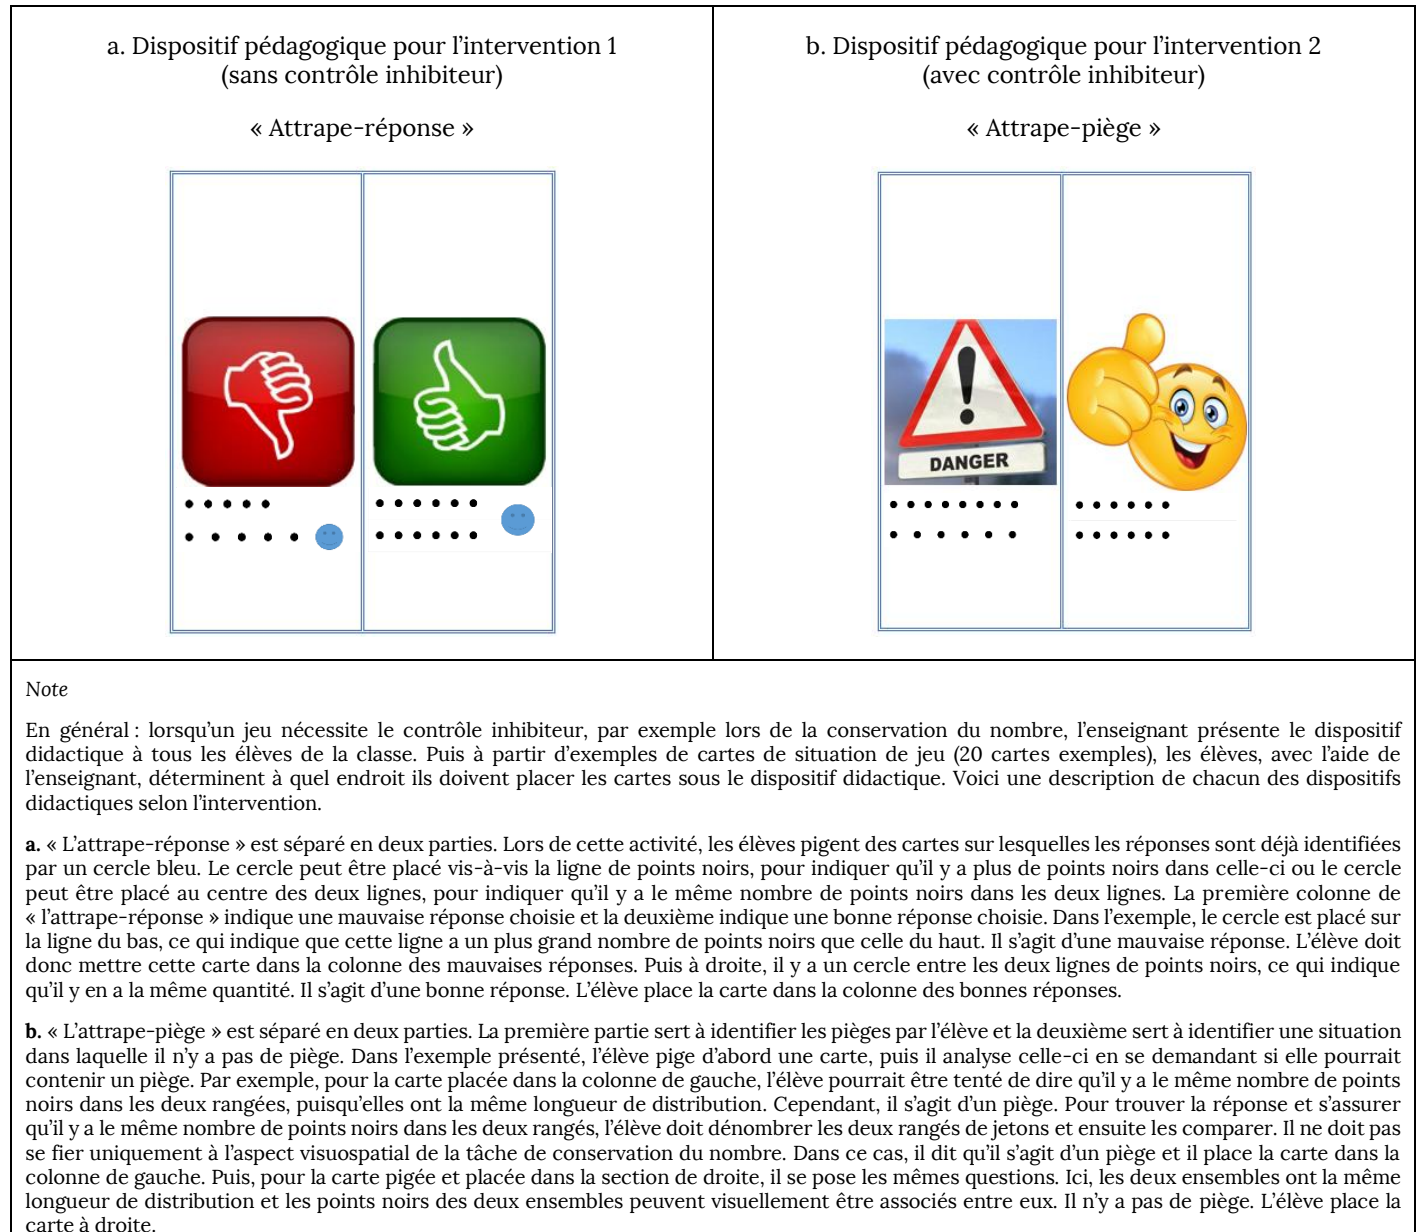 a. Dispositif pédagogique pour l'intervention 1
(sans contrôle inhibiteur)
« Attrape-réponse »
b. Dispositif pédagogique pour l'intervention 2
(avec contrôle inhibiteur)
« Attrape-piège »
DANGER
Note
En général : lorsqu'un jeu nécessite le contrôle inhibiteur, par exemple lors de la conservation du nombre, l'enseignant présente le dispositif
didactique à tous les élèves de la classe. Puis à partir d'exemples de cartes de situation de jeu (20 cartes exemples), les élèves, avec l'aide de
l'enseignant, déterminent à quel endroit ils doivent placer les cartes sous le dispositif didactique. Voici une description de chacun des dispositifs
didactiques selon l'intervention.
a. « L'attrape-réponse » est séparé en deux parties. Lors de cette activité, les élèves pigent des cartes sur lesquelles les réponses sont déjà identifiées
par un cercle bleu. Le cercle peut être placé vis-à-vis la ligne de points noirs, pour indiquer qu'il y a plus de points noirs dans celle-ci ou le cercle
peut être placé au centre des deux lignes, pour indiquer qu'il y a le même nombre de points noirs dans les deux lignes. La première colonne de
« l'attrape-réponse » indique une mauvaise réponse choisie et la deuxième indique une bonne réponse choisie. Dans l'exemple, le cercle est placé sur
la ligne du bas, ce qui indique que cette ligne a un plus grand nombre de points noirs que celle du haut. Il s'agit d'une mauvaise réponse. L'élève doit
donc mettre cette carte dans la colonne des mauvaises réponses. Puis à droite, il y a un cercle entre les deux lignes de points noirs, ce qui indique
qu'il y en a la même quantité. Il s'agit d'une bonne réponse. L'élève place la carte dans la colonne des bonnes réponses.
b. « L'attrape-piège » est séparé en deux parties. La première partie sert à identifier les pièges par l'élève et la deuxième sert à identifier une situation
dans laquelle il n'y a pas de piège. Dans l'exemple présenté, l'élève pige d'abord une carte, puis il analyse celle-ci en se demandant si elle pourrait
contenir un piège. Par exemple, pour la carte placée dans la colonne de gauche, l'élève pourrait être tenté de dire qu'il y a le même nombre de points
noirs dans les deux rangées, puisqu'elles ont la même longueur de distribution. Cependant, il s'agit d'un piège. Pour trouver la réponse et s'assurer
qu'il y a le même nombre de points noirs dans les deux rangés, l'élève doit dénombrer les deux rangés de jetons et ensuite les comparer. Il ne doit pas
se fier uniquement à l'aspect visuospatial de la tâche de conservation du nombre. Dans ce cas, il dit qu'il s'agit d'un piège et il place la carte dans la
colonne de gauche. Puis, pour la carte pigée et placée dans la section de droite, il se pose les mêmes questions. Ici, les deux ensembles ont la même
longueur de distribution et les points noirs des deux ensembles peuvent visuellement être associés entre eux. Il n'y a pas de piège. L'élève place la
carte à droite.